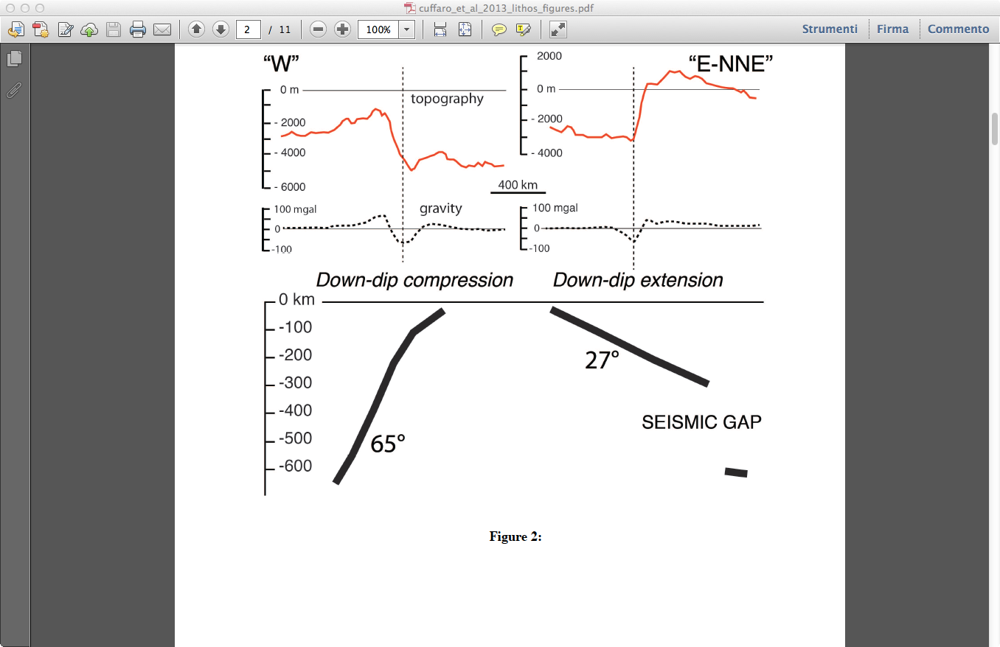 cuffaro_et_al_2013_lithos_figures.pdf
2 / 11 100% Strumenti Firma Commento
“W”
0 m
topography
- 2000
- 4000
- 6000
2000
“E-NNE”
0 m
- 2000
- 4000
400 km
100 mgal
gravity
0
-100
100 mgal
0
-100
Down-dip compression
Down-dip extension
0 km
-100
-200
-300
-400
-500
-600
65°
27°
SEISMIC GAP
Figure 2: